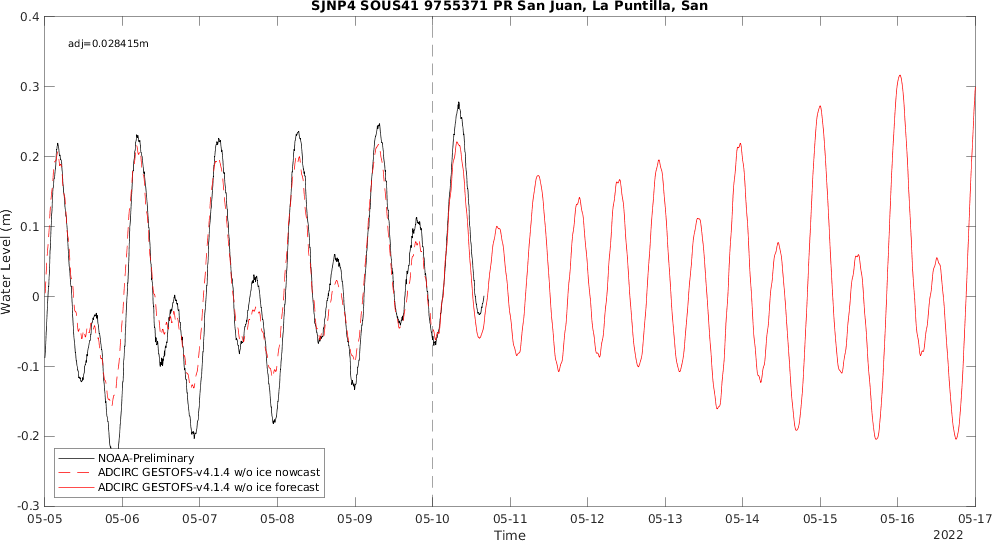 SJNP4 SOUS41 9755371 PR San Juan, La Puntilla, San
adj=0.028415m
Water Level (m)
0.4
0.3
0.2
0.1
0
-0.1
-0.2
-0.3
NOAA-Preliminary
ADCIRC GESTOFS-v4.1.4 w/o ice nowcast
ADCIRC GESTOFS-v4.1.4 w/o ice forecast
05-05 05-06 05-07 05-08 05-09 05-10 05-11 05-12 05-13 05-14 05-15 05-16 05-17
Time
2022